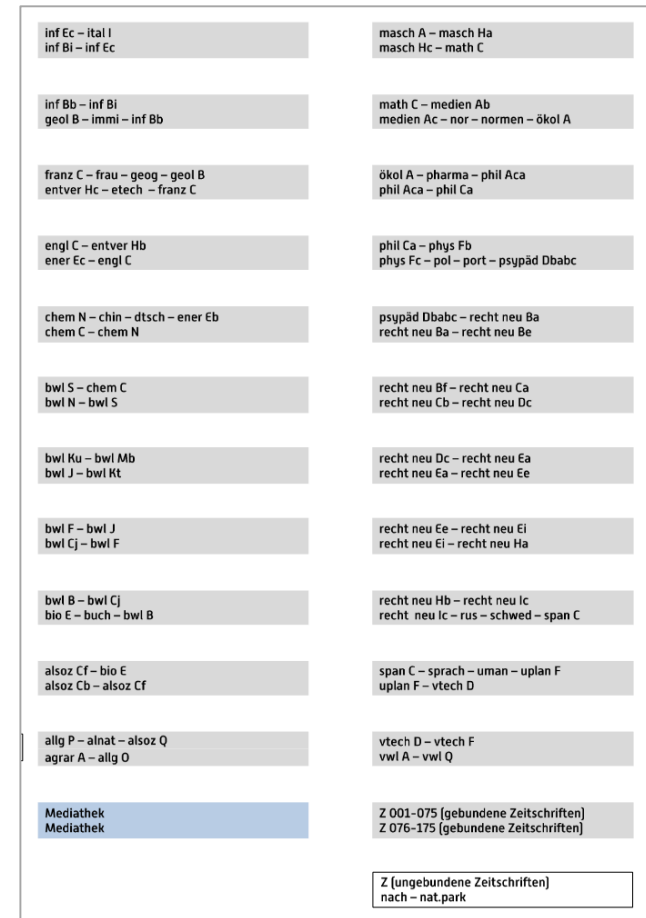 inf Ec – ital I
inf Bi – inf Ec
inf Bb – inf Bi
geol B – immi – inf Bb
franz C – frau – geog – geol B
entver Hc – etech – franz C
engl C – entver Hb
ener Ec – engl C
chem N – chin – dtsch – ener Eb
chem C – chem N
bwl S – chem C
bwl N – bwl S
bwl Ku – bwl Mb
bwl J – bwl Kt
bwl F – bwl J
bwl Cj – bwl F
bwl B – bwl Cj
bio E – buch – bwl B
alsoz Cf – bio E
alsoz Cb – alsoz Cf
allg P – alnat – alsoz Q
agrar A – allg O
Mediathek
Mediathek
masch A – masch Ha
masch Hc – math C
math C – medien Ab
medien Ac – nor – normen – ökol A
ökol A – pharma – phil Aca
phil Aca – phil Ca
phil Ca – phys Fb
phys Fc – pol – port – psypäd Dbabc
psypäd Dbabc – recht neu Ba
recht neu Ba – recht neu Be
recht neu Bf – recht neu Ca
recht neu Cb – recht neu Dc
recht neu Dc – recht neu Ea
recht neu Ea – recht neu Ee
recht neu Ee – recht neu Ei
recht neu Ei – recht neu Ha
recht neu Hb – recht neu Ic
recht neu Ic – rus – schwed – span C
span C – sprach – uman – uplan F
uplan F – vtech D
vtech D – vtech F
vwl A – vwl Q
Z 001-075 (gebundene Zeitschriften)
Z 076-175 (gebundene Zeitschriften)
Z (ungebundene Zeitschriften)
nach – nat.park